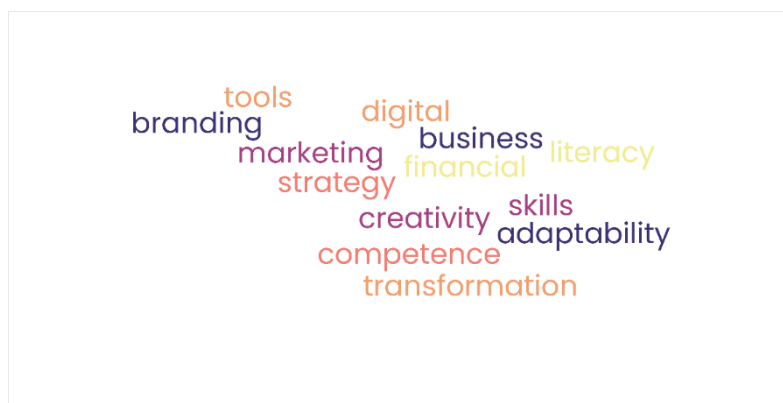 tools
digital
branding
business
marketing
literacy
financial
strategy
skills
creativity
adaptability
competence
transformation